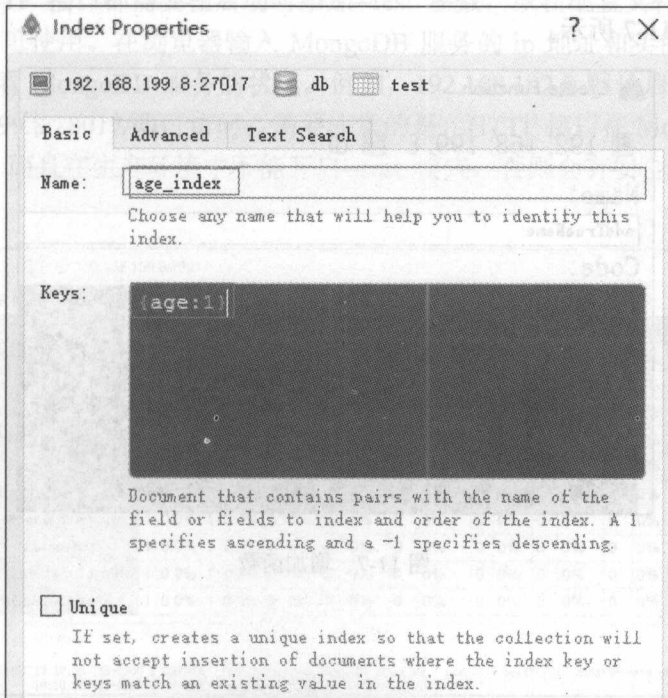 Index Properties ? ×
192.168.199.8:27017 db test
Basic Advanced Text Search
Name: age_index
Choose any name that will help you to identify this
index.
Keys: {age:1}
Document that contains pairs with the name of the
field or fields to index and order of the index. A 1
specifies ascending and a -1 specifies descending.
Unique
If set, creates a unique index so that the collection will
not accept insertion of documents where the index key or
keys match an existing value in the index.